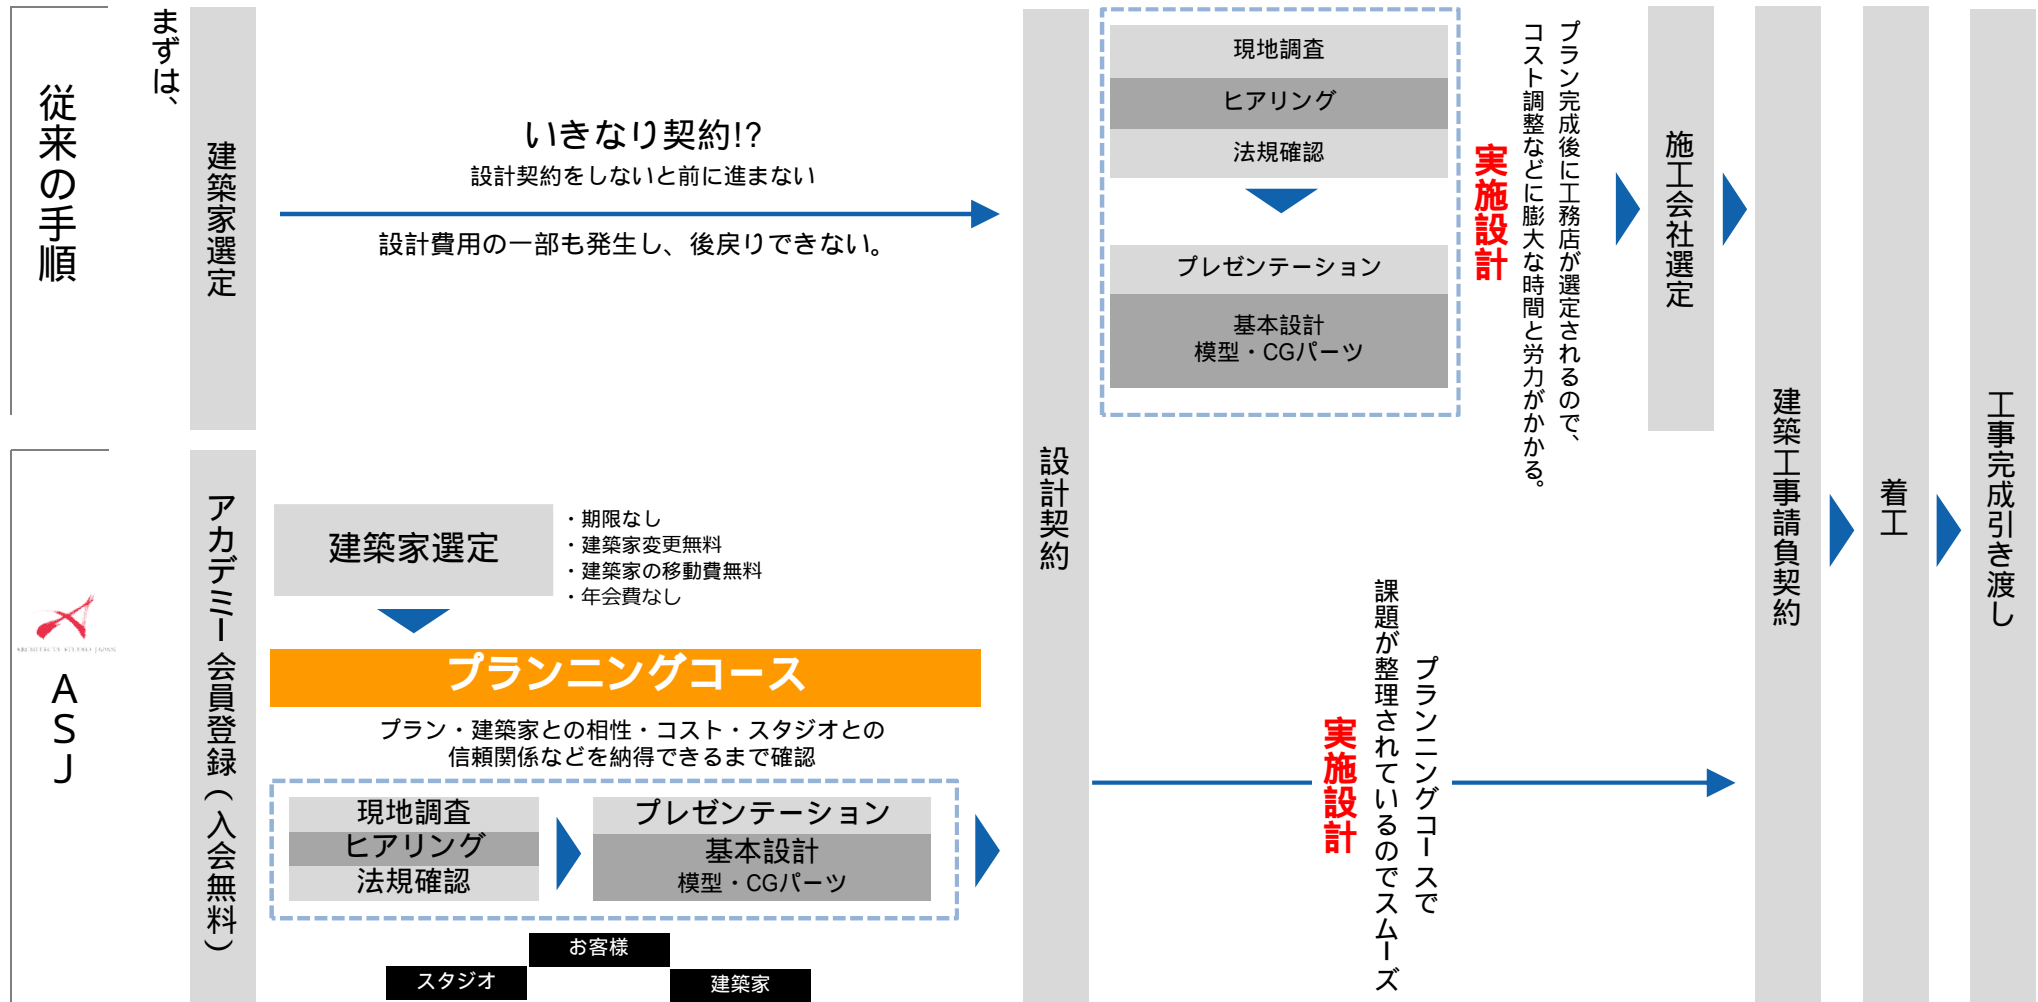 従来の手順
まずは、
建築家選定
いきなり契約!?
設計契約をしないと前に進まない
設計費用の一部も発生し、後戻りできない。
設計契約
現地調査
ヒアリング
法規確認
プレゼンテーション
基本設計
模型・CGパーツ
実施設計
プラン完成後に工務店が選定されるので、
コスト調整などに膨大な時間と労力がかかる。
施工会社選定
建築工事請負契約
着工
工事完成引き渡し
ARCHITECTS STUDIO JAPAN
ASJ
アカデミー会員登録(入会無料)
建築家選定
・期限なし
・建築家変更無料
・建築家の移動費無料
・年会費なし
プランニングコース
プラン・建築家との相性・コスト・スタジオとの
信頼関係などを納得できるまで確認
現地調査
ヒアリング
法規確認
プレゼンテーション
基本設計
模型・CGパーツ
お客様
スタジオ
建築家
実施設計
プランニングコースで
課題が整理されているのでスムーズ